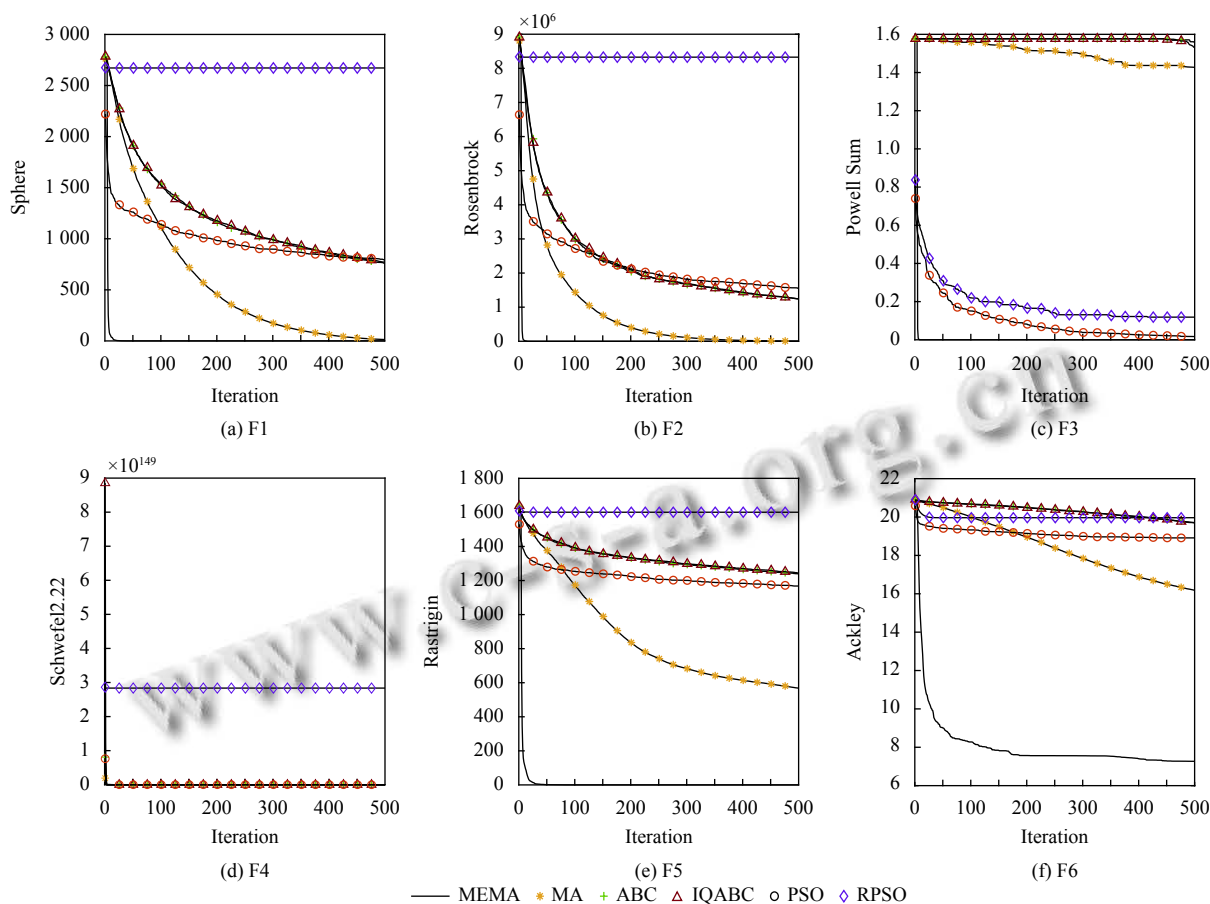 3 000
2 500
2 000
1 500
1 000
500
0
Sphere
0 100 200 300 400 500
Iteration
(a) F1
×10⁶
9
8
7
6
5
4
3
2
1
0
Rosenbrock
0 100 200 300 400 500
Iteration
(b) F2
1.6
1.4
1.2
1.0
0.8
0.6
0.4
0.2
0
Powell Sum
0 100 200 300 400 500
Iteration
(c) F3
×10¹⁴⁹
9
8
7
6
5
4
3
2
1
0
Schwefel2.22
0 100 200 300 400 500
Iteration
(d) F4
1 800
1 600
1 400
1 200
1 000
800
600
400
200
0
Rastrigin
0 100 200 300 400 500
Iteration
(e) F5
22
20
18
16
14
12
10
8
6
Ackley
0 100 200 300 400 500
Iteration
(f) F6
MEMA MA ABC IQABC PSO RPSO
www.c-s-a.org.cn